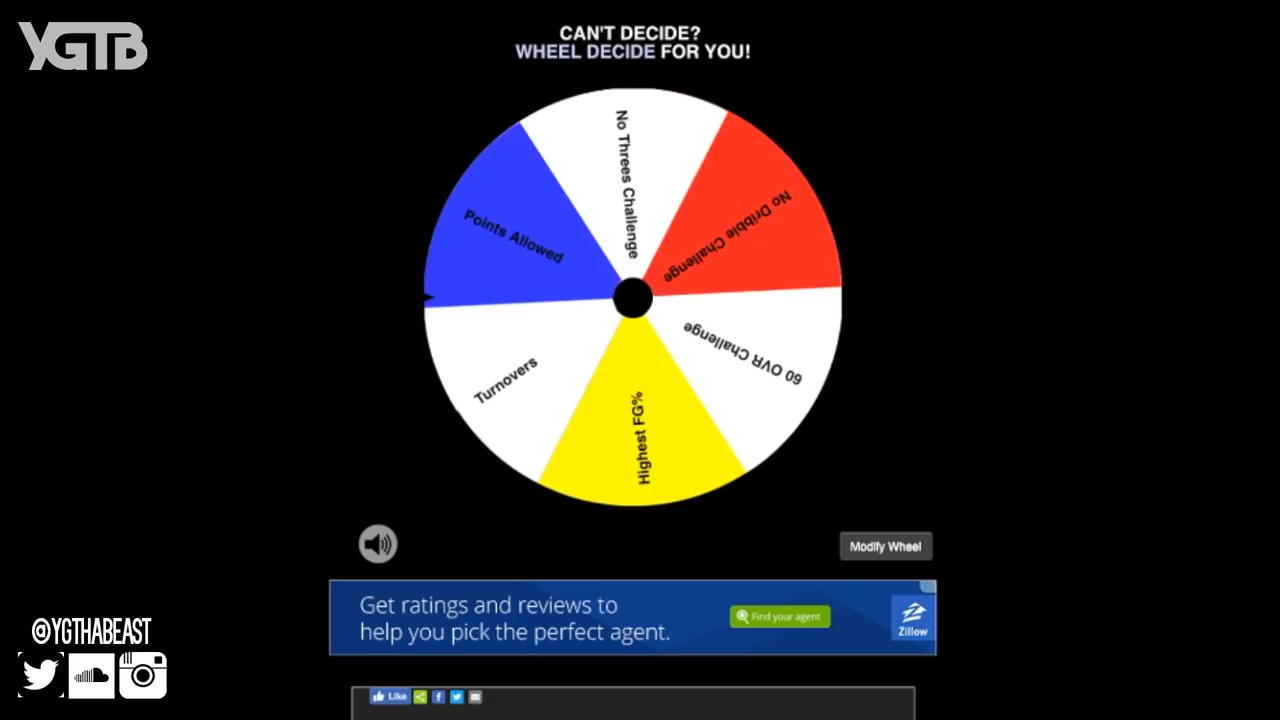 YGTB
CAN'T DECIDE?
WHEEL DECIDE FOR YOU!
No Threes Challenge
No Dribble Challenge
Points Allowed
60 OVR Challenge
Turnovers
Highest FG%
Modify Wheel
Get ratings and reviews to
help you pick the perfect agent.
Find your agent
Zillow
@YGTHABEAST
Like